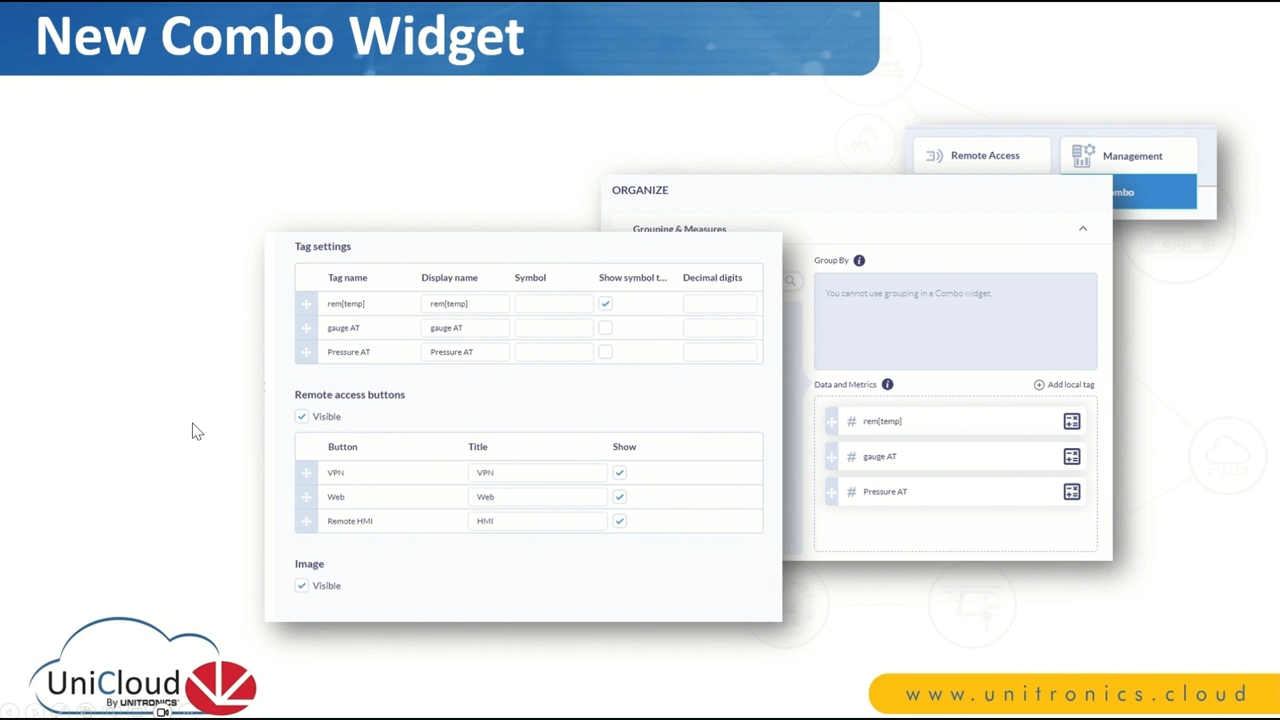 New Combo Widget
Remote Access
Management
ombo
ORGANIZE
Grouping & Measures
Group By
You cannot use grouping in a Combo widget.
Data and Metrics
Add local tag
# rem[temp]
# gauge AT
# Pressure AT
Tag settings
Tag name Display name Symbol Show symbol t... Decimal digits
rem[temp] rem[temp]
gauge AT gauge AT
Pressure AT Pressure AT
Remote access buttons
Visible
Button Title Show
VPN VPN
Web Web
Remote HMI HMI
Image
Visible
UniCloud
By UNITRONICS
www.unitronics.cloud